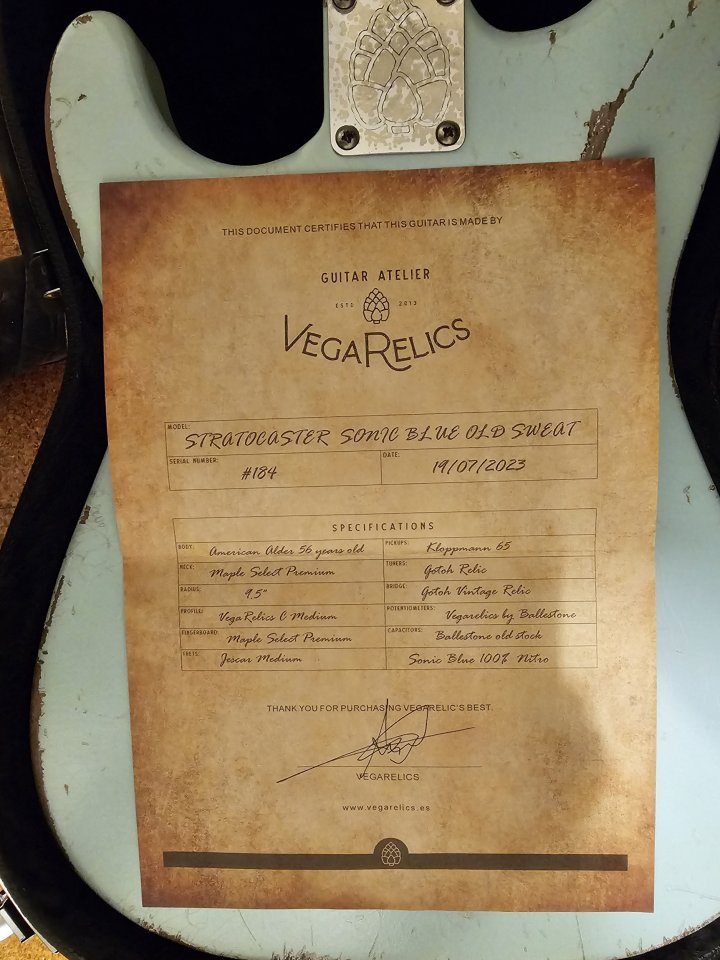 THIS DOCUMENT CERTIFIES THAT THIS GUITAR IS MADE BY
GUITAR ATELIER
ESTD 2013
VEGARELICS
MODEL: STRATOCASTER SONIC BLUE OLD SWEAT
SERIAL NUMBER: #184 DATE: 19/07/2023
SPECIFICATIONS
BODY: American Alder 56 years old PICKUPS: Kloppmann 65
NECK: Maple Select Premium TUNERS: Gotoh Relic
RADIUS: 9.5" BRIDGE: Gotoh Vintage Relic
PROFILE: VegaRelics C Medium POTENTIOMETERS: Vegarelics by Ballestone
FINGERBOARD: Maple Select Premium CAPACITORS: Ballestone old stock
FRETS: Jescar Medium Sonic Blue 100% Nitro
THANK YOU FOR PURCHASING VEGARELIC'S BEST.
VEGARELICS
www.vegarelics.es